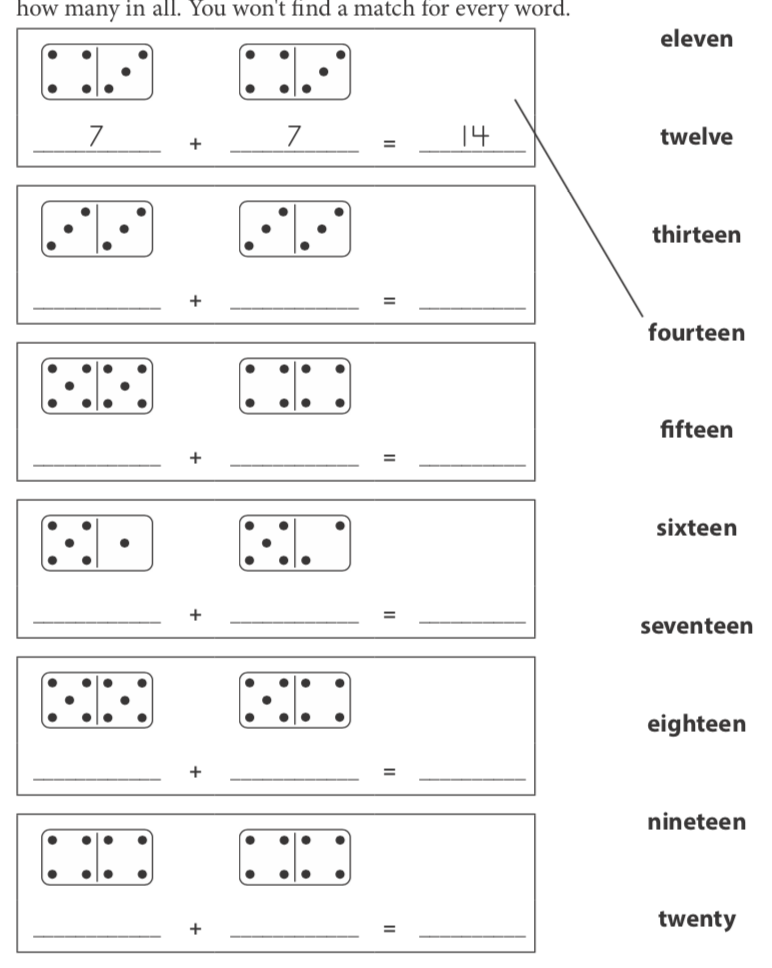 how many in all. You won't find a match for every word.
eleven
7 + 7 = 14
twelve
thirteen
+ =
fourteen
fifteen
+ =
sixteen
+ =
seventeen
eighteen
+ =
nineteen
twenty
+ =